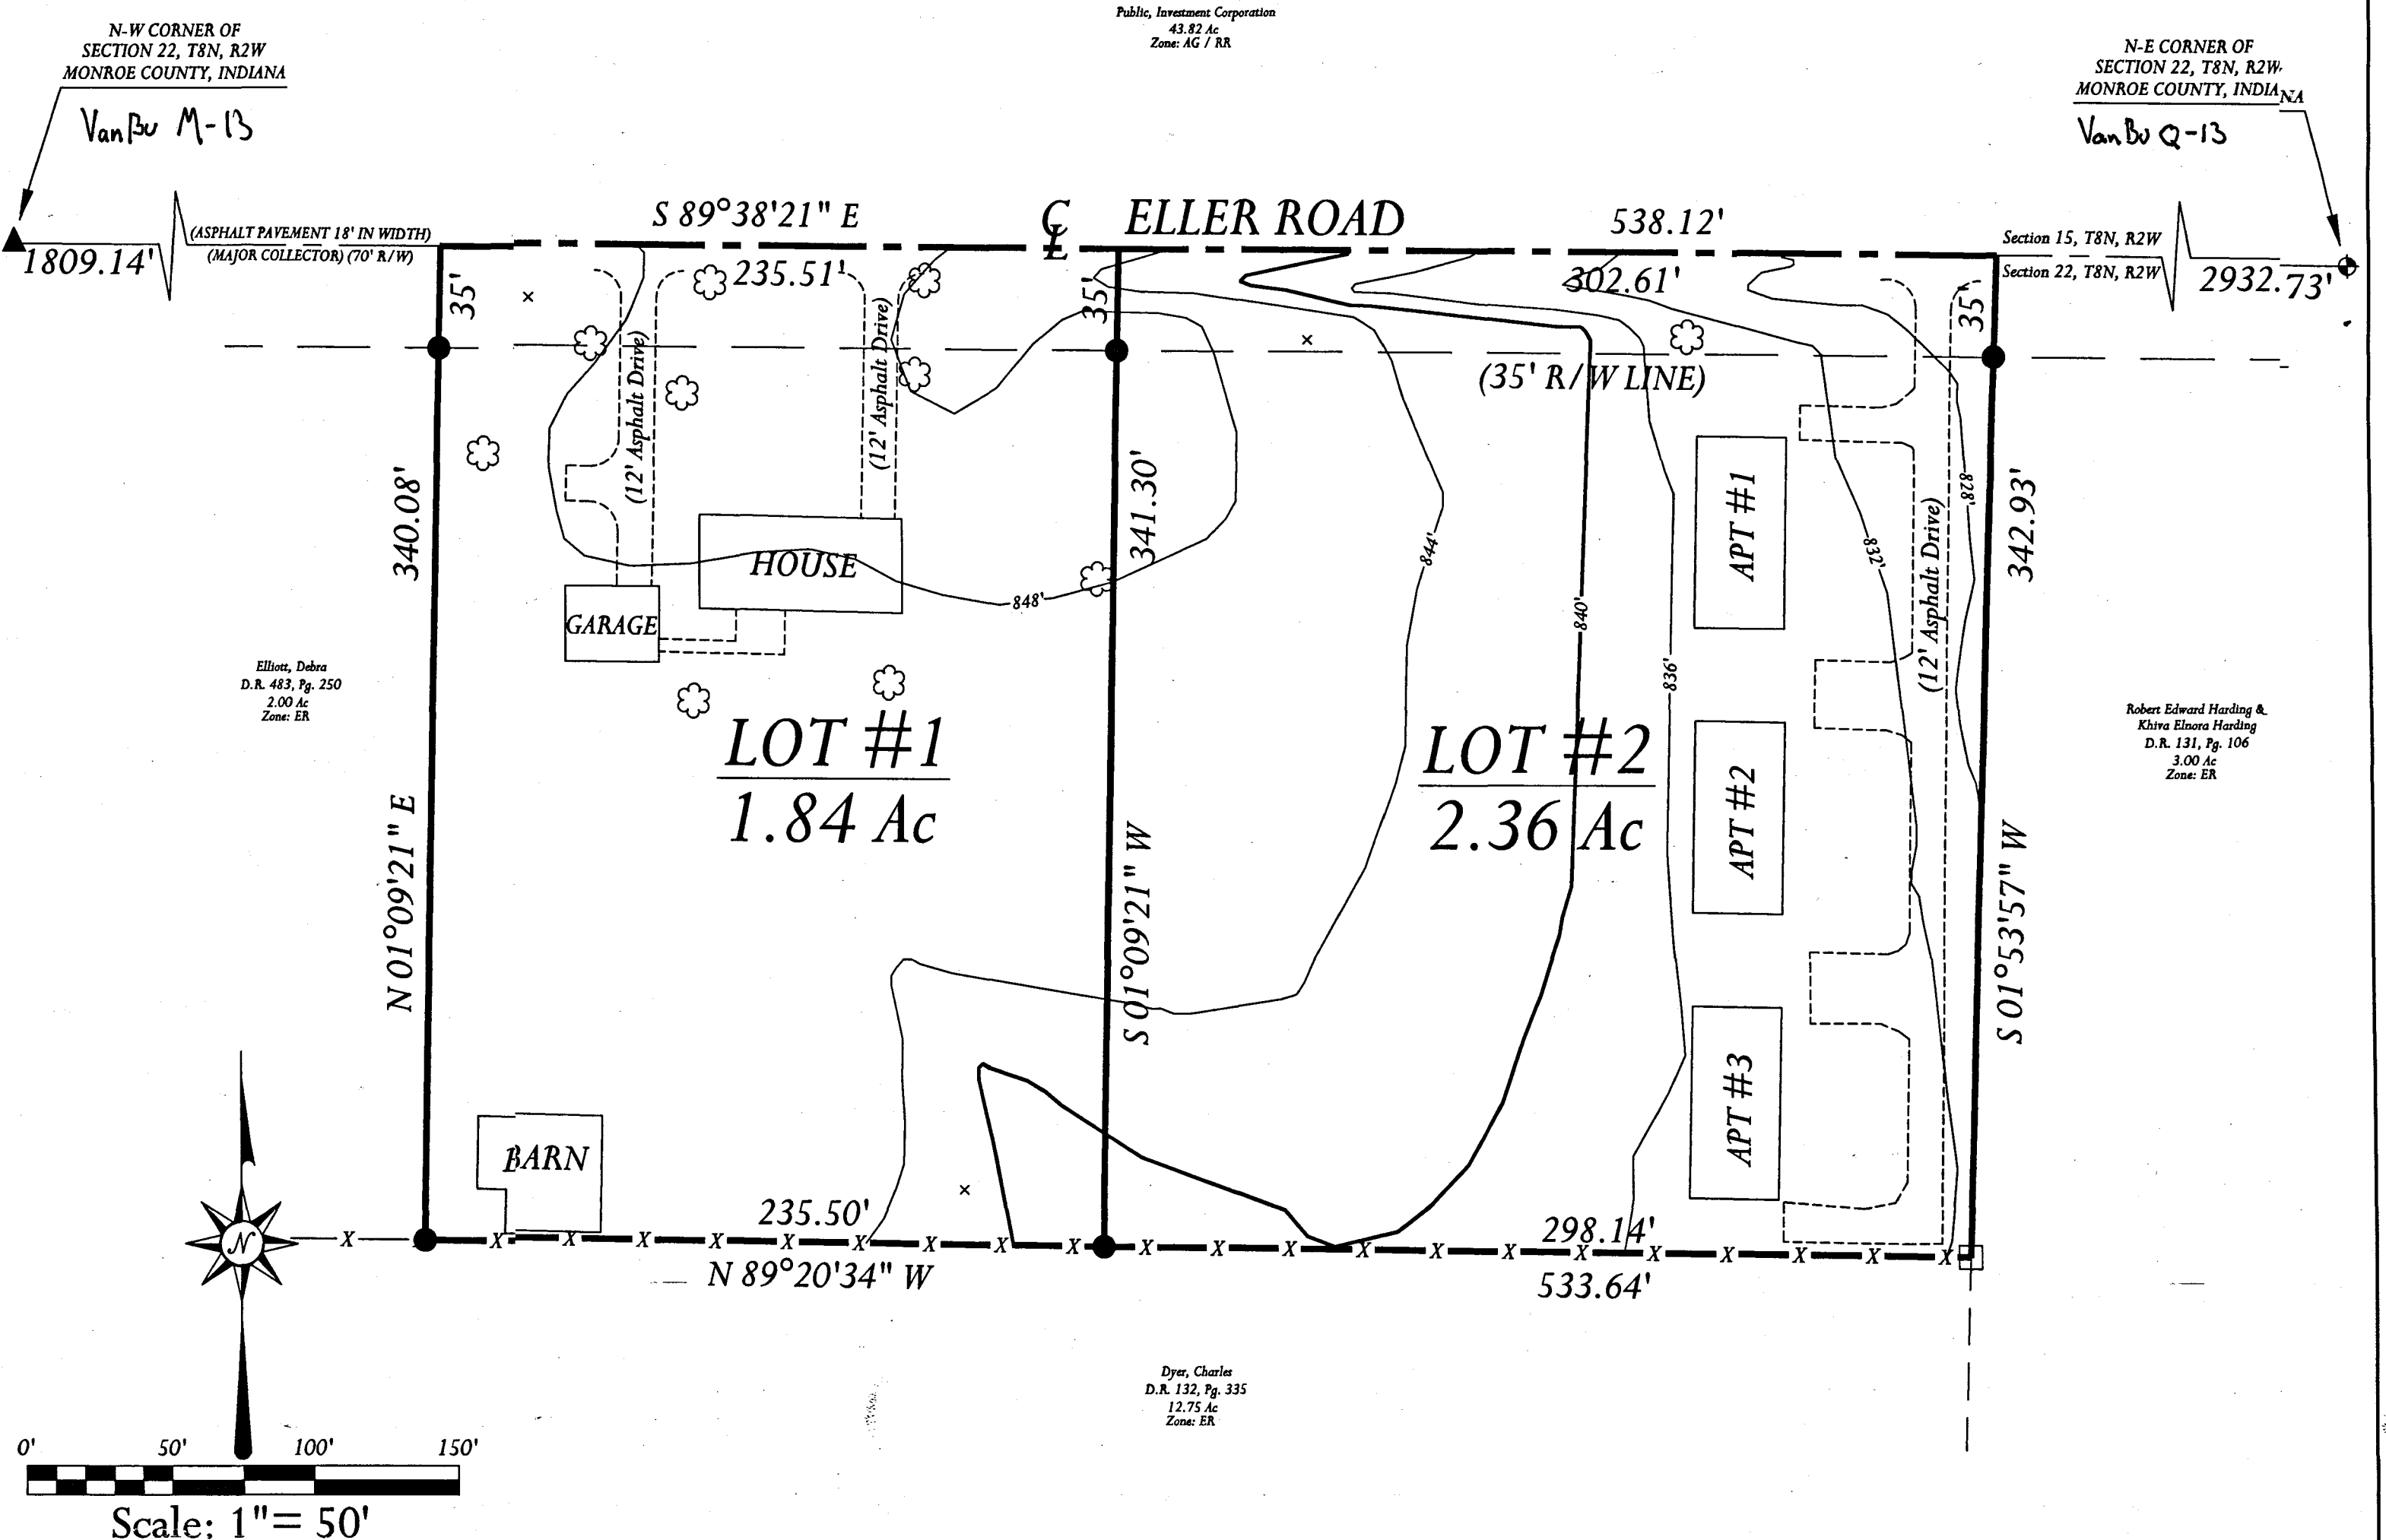 Public, Investment Corporation
43.82 Ac
Zone: AG / RR
N-W CORNER OF
SECTION 22, T8N, R2W
MONROE COUNTY, INDIANA
VanBu M-13
N-E CORNER OF
SECTION 22, T8N, R2W
MONROE COUNTY, INDIANA
VanBu Q-13
S 89°38'21" E
CL ELLER ROAD
538.12'
1809.14'
(ASPHALT PAVEMENT 18' IN WIDTH)
(MAJOR COLLECTOR) (70' R/W)
235.51'
302.61'
Section 15, T8N, R2W
Section 22, T8N, R2W
2932.73'
35'
35'
35'
(35' R/W LINE)
(12' Asphalt Drive)
(12' Asphalt Drive)
(12' Asphalt Drive)
340.08'
341.30'
342.93'
HOUSE
GARAGE
848'
844'
840'
836'
832'
828'
APT #1
APT #2
APT #3
Elliott, Debra
D.R. 483, Pg. 250
2.00 Ac
Zone: ER
LOT #1
1.84 Ac
LOT #2
2.36 Ac
Robert Edward Harding &
Khiva Elnora Harding
D.R. 131, Pg. 106
3.00 Ac
Zone: ER
N 01°09'21" E
S 01°09'21" W
S 01°53'57" W
BARN
235.50'
298.14'
X X X X X X X X X X X X X X X X X X X X X X
N 89°20'34" W
533.64'
N
Dyer, Charles
D.R. 132, Pg. 335
12.75 Ac
Zone: ER
0' 50' 100' 150'
Scale: 1"= 50'